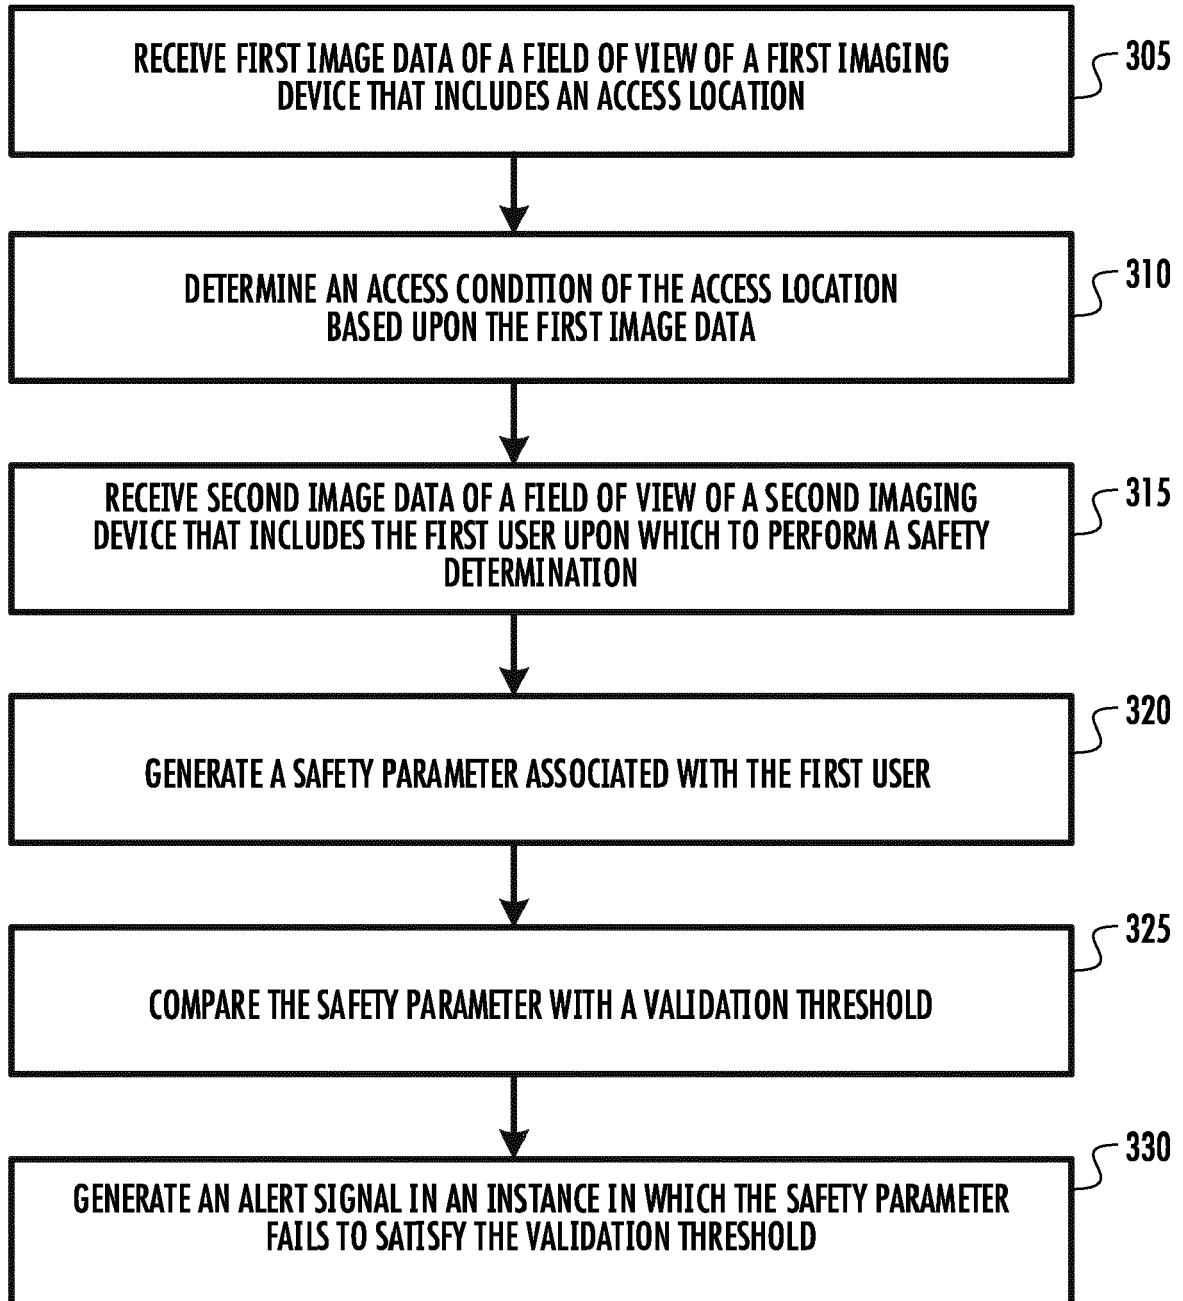 RECEIVE FIRST IMAGE DATA OF A FIELD OF VIEW OF A FIRST IMAGING
DEVICE THAT INCLUDES AN ACCESS LOCATION
305
DETERMINE AN ACCESS CONDITION OF THE ACCESS LOCATION
BASED UPON THE FIRST IMAGE DATA
310
RECEIVE SECOND IMAGE DATA OF A FIELD OF VIEW OF A SECOND IMAGING
DEVICE THAT INCLUDES THE FIRST USER UPON WHICH TO PERFORM A SAFETY
DETERMINATION
315
GENERATE A SAFETY PARAMETER ASSOCIATED WITH THE FIRST USER
320
COMPARE THE SAFETY PARAMETER WITH A VALIDATION THRESHOLD
325
GENERATE AN ALERT SIGNAL IN AN INSTANCE IN WHICH THE SAFETY PARAMETER
FAILS TO SATISFY THE VALIDATION THRESHOLD
330